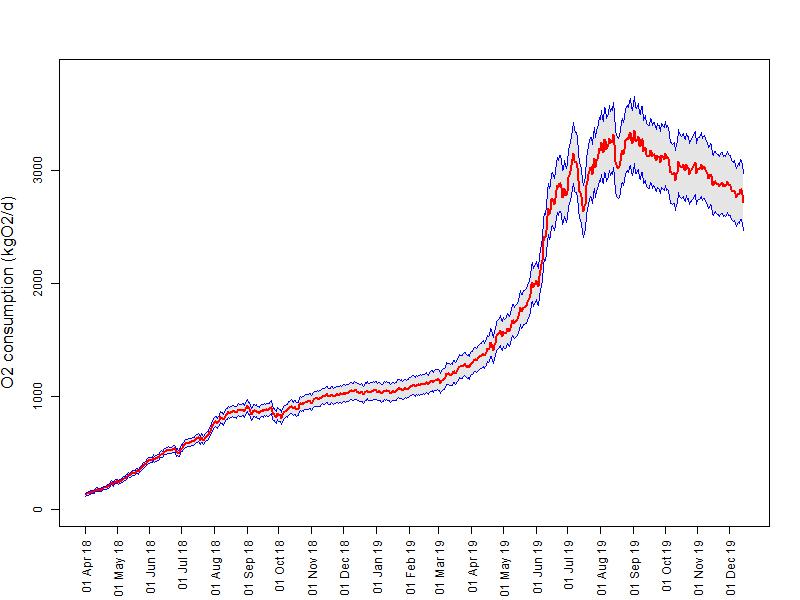 O2 consumption (kgO2/d)
3000
2000
1000
0
01 Apr 18
01 May 18
01 Jun 18
01 Jul 18
01 Aug 18
01 Sep 18
01 Oct 18
01 Nov 18
01 Dec 18
01 Jan 19
01 Feb 19
01 Mar 19
01 Apr 19
01 May 19
01 Jun 19
01 Jul 19
01 Aug 19
01 Sep 19
01 Oct 19
01 Nov 19
01 Dec 19